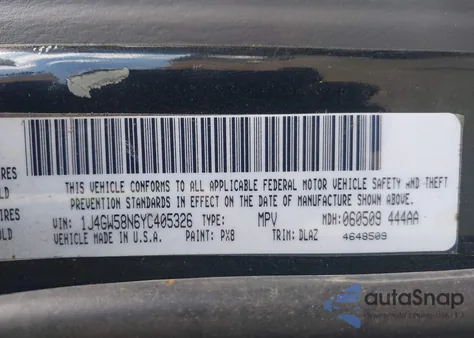 THIS VEHICLE CONFORMS TO ALL APPLICABLE FEDERAL MOTOR VEHICLE SAFETY AND THEFT
PREVENTION STANDARDS IN EFFECT ON THE DATE OF MANUFACTURE SHOWN ABOVE.
VIN: 1J4GW58N6YC405326 TYPE: MPV MDH: 060509 444AA
VEHICLE MADE IN U.S.A. PAINT: PX8 TRIM: DLAZ 4648509
IRES
LD
IRES
LD
autoSnap